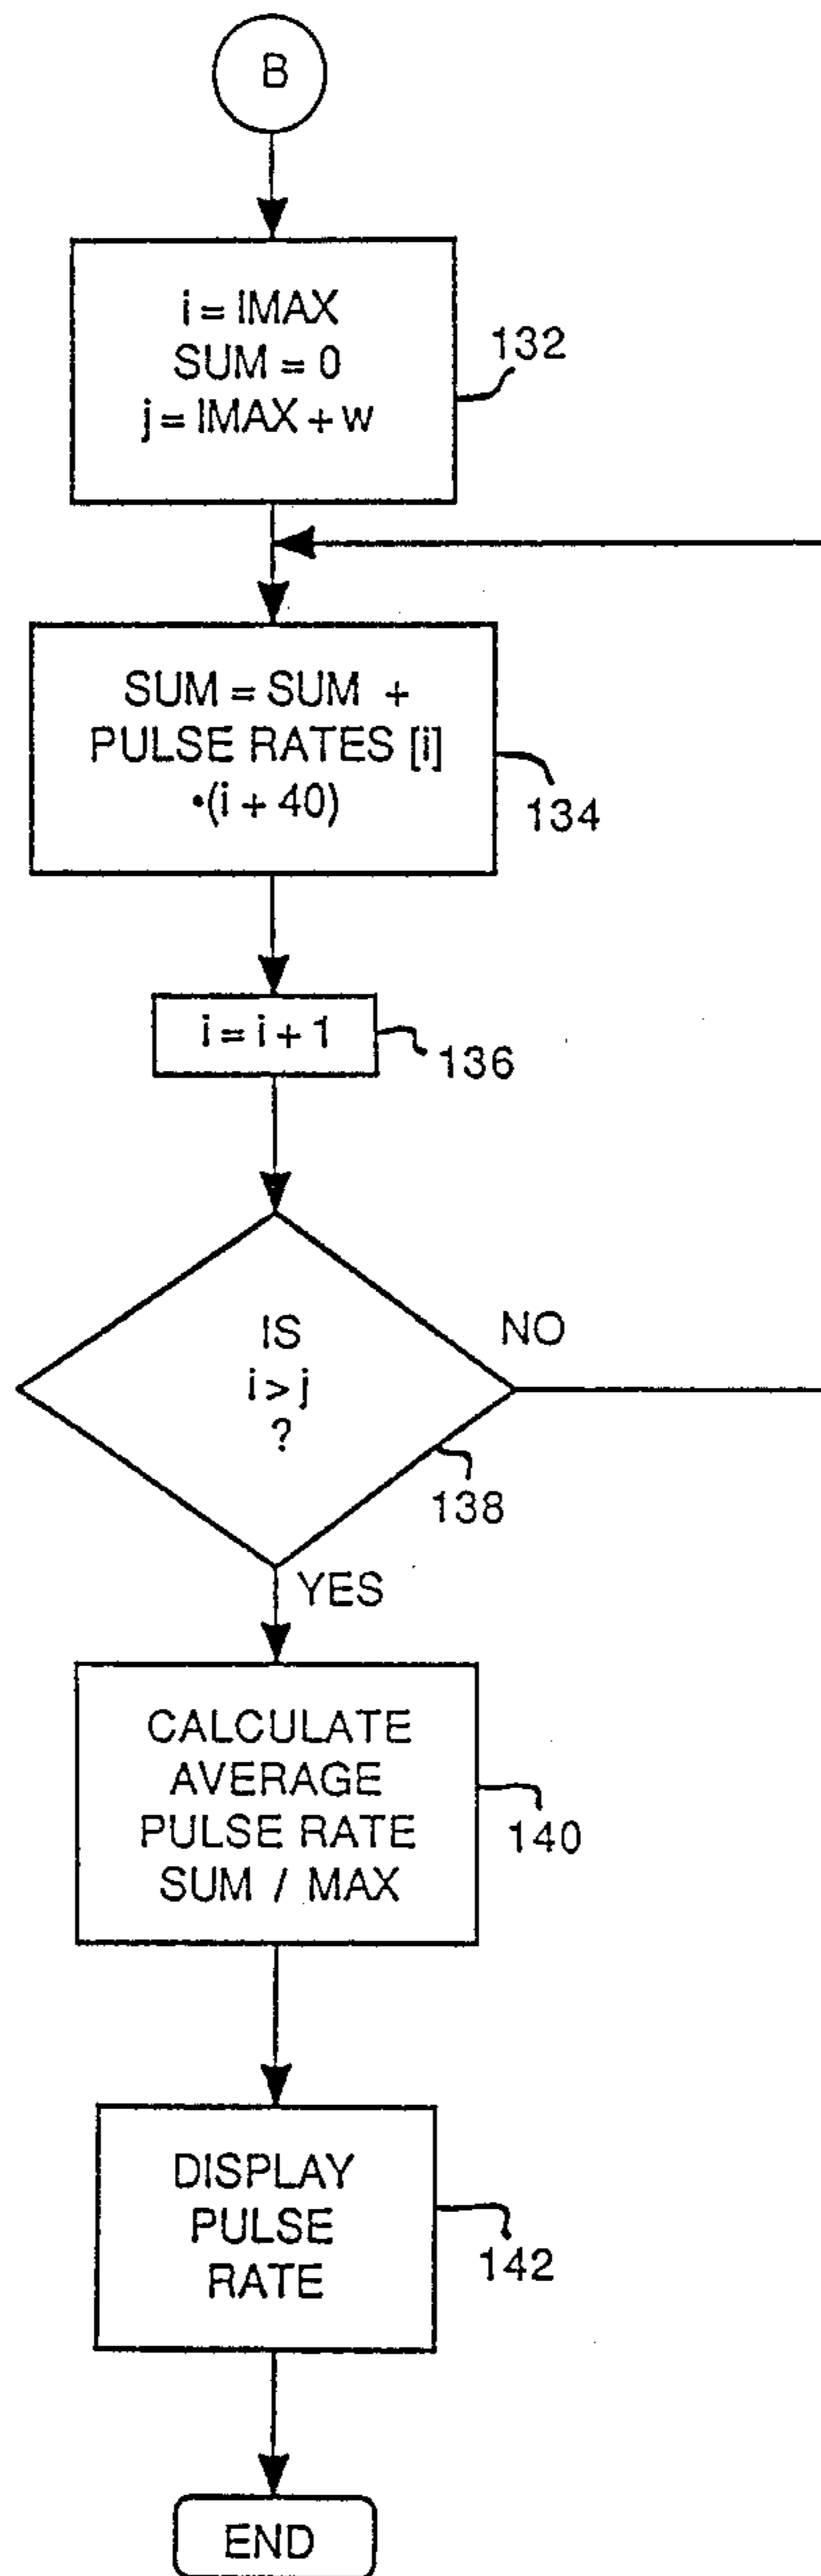 B
i = IMAX
SUM = 0
j = IMAX + w
132
SUM = SUM +
PULSE RATES [i]
•(i + 40)
134
i = i + 1
136
IS
i > j
?
NO
138
YES
CALCULATE
AVERAGE
PULSE RATE
SUM / MAX
140
DISPLAY
PULSE
RATE
142
END